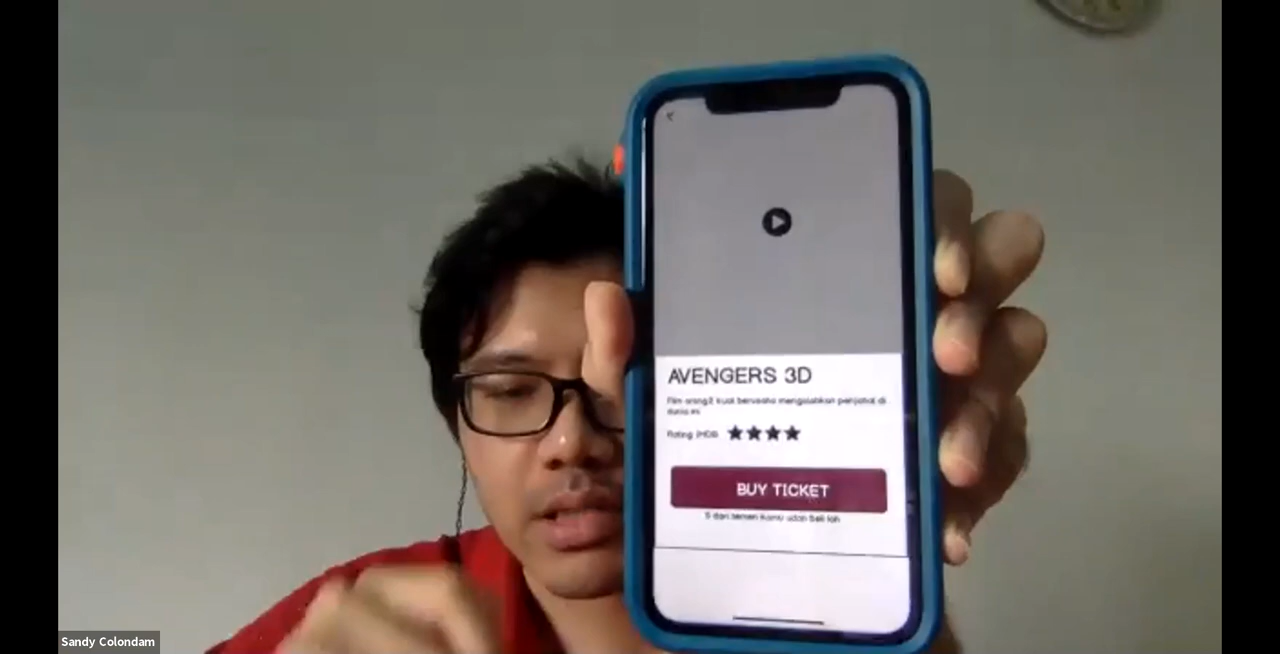 AVENGERS 3D
Film orang2 kuat berusaha mengalahkan penjahat di
dunia ini
Rating IMDB
BUY TICKET
5 dari temen kamu udah beli loh
Sandy Colondam